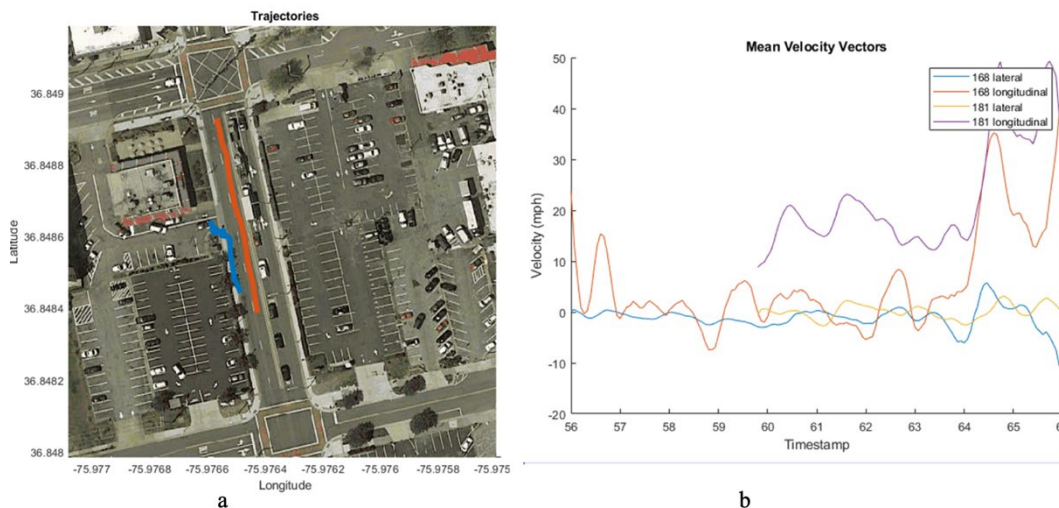 Trajectories
Latitude
36.849
36.8488
36.8486
36.8484
36.8482
36.848
-75.977
-75.9768
-75.9766
-75.9764
-75.9762
-75.976
-75.9758
-75.975
Longitude
a
Mean Velocity Vectors
168 lateral
168 longitudinal
181 lateral
181 longitudinal
Velocity (mph)
50
40
30
20
10
0
-10
-20
56
57
58
59
60
61
62
63
64
65
6
Timestamp
b